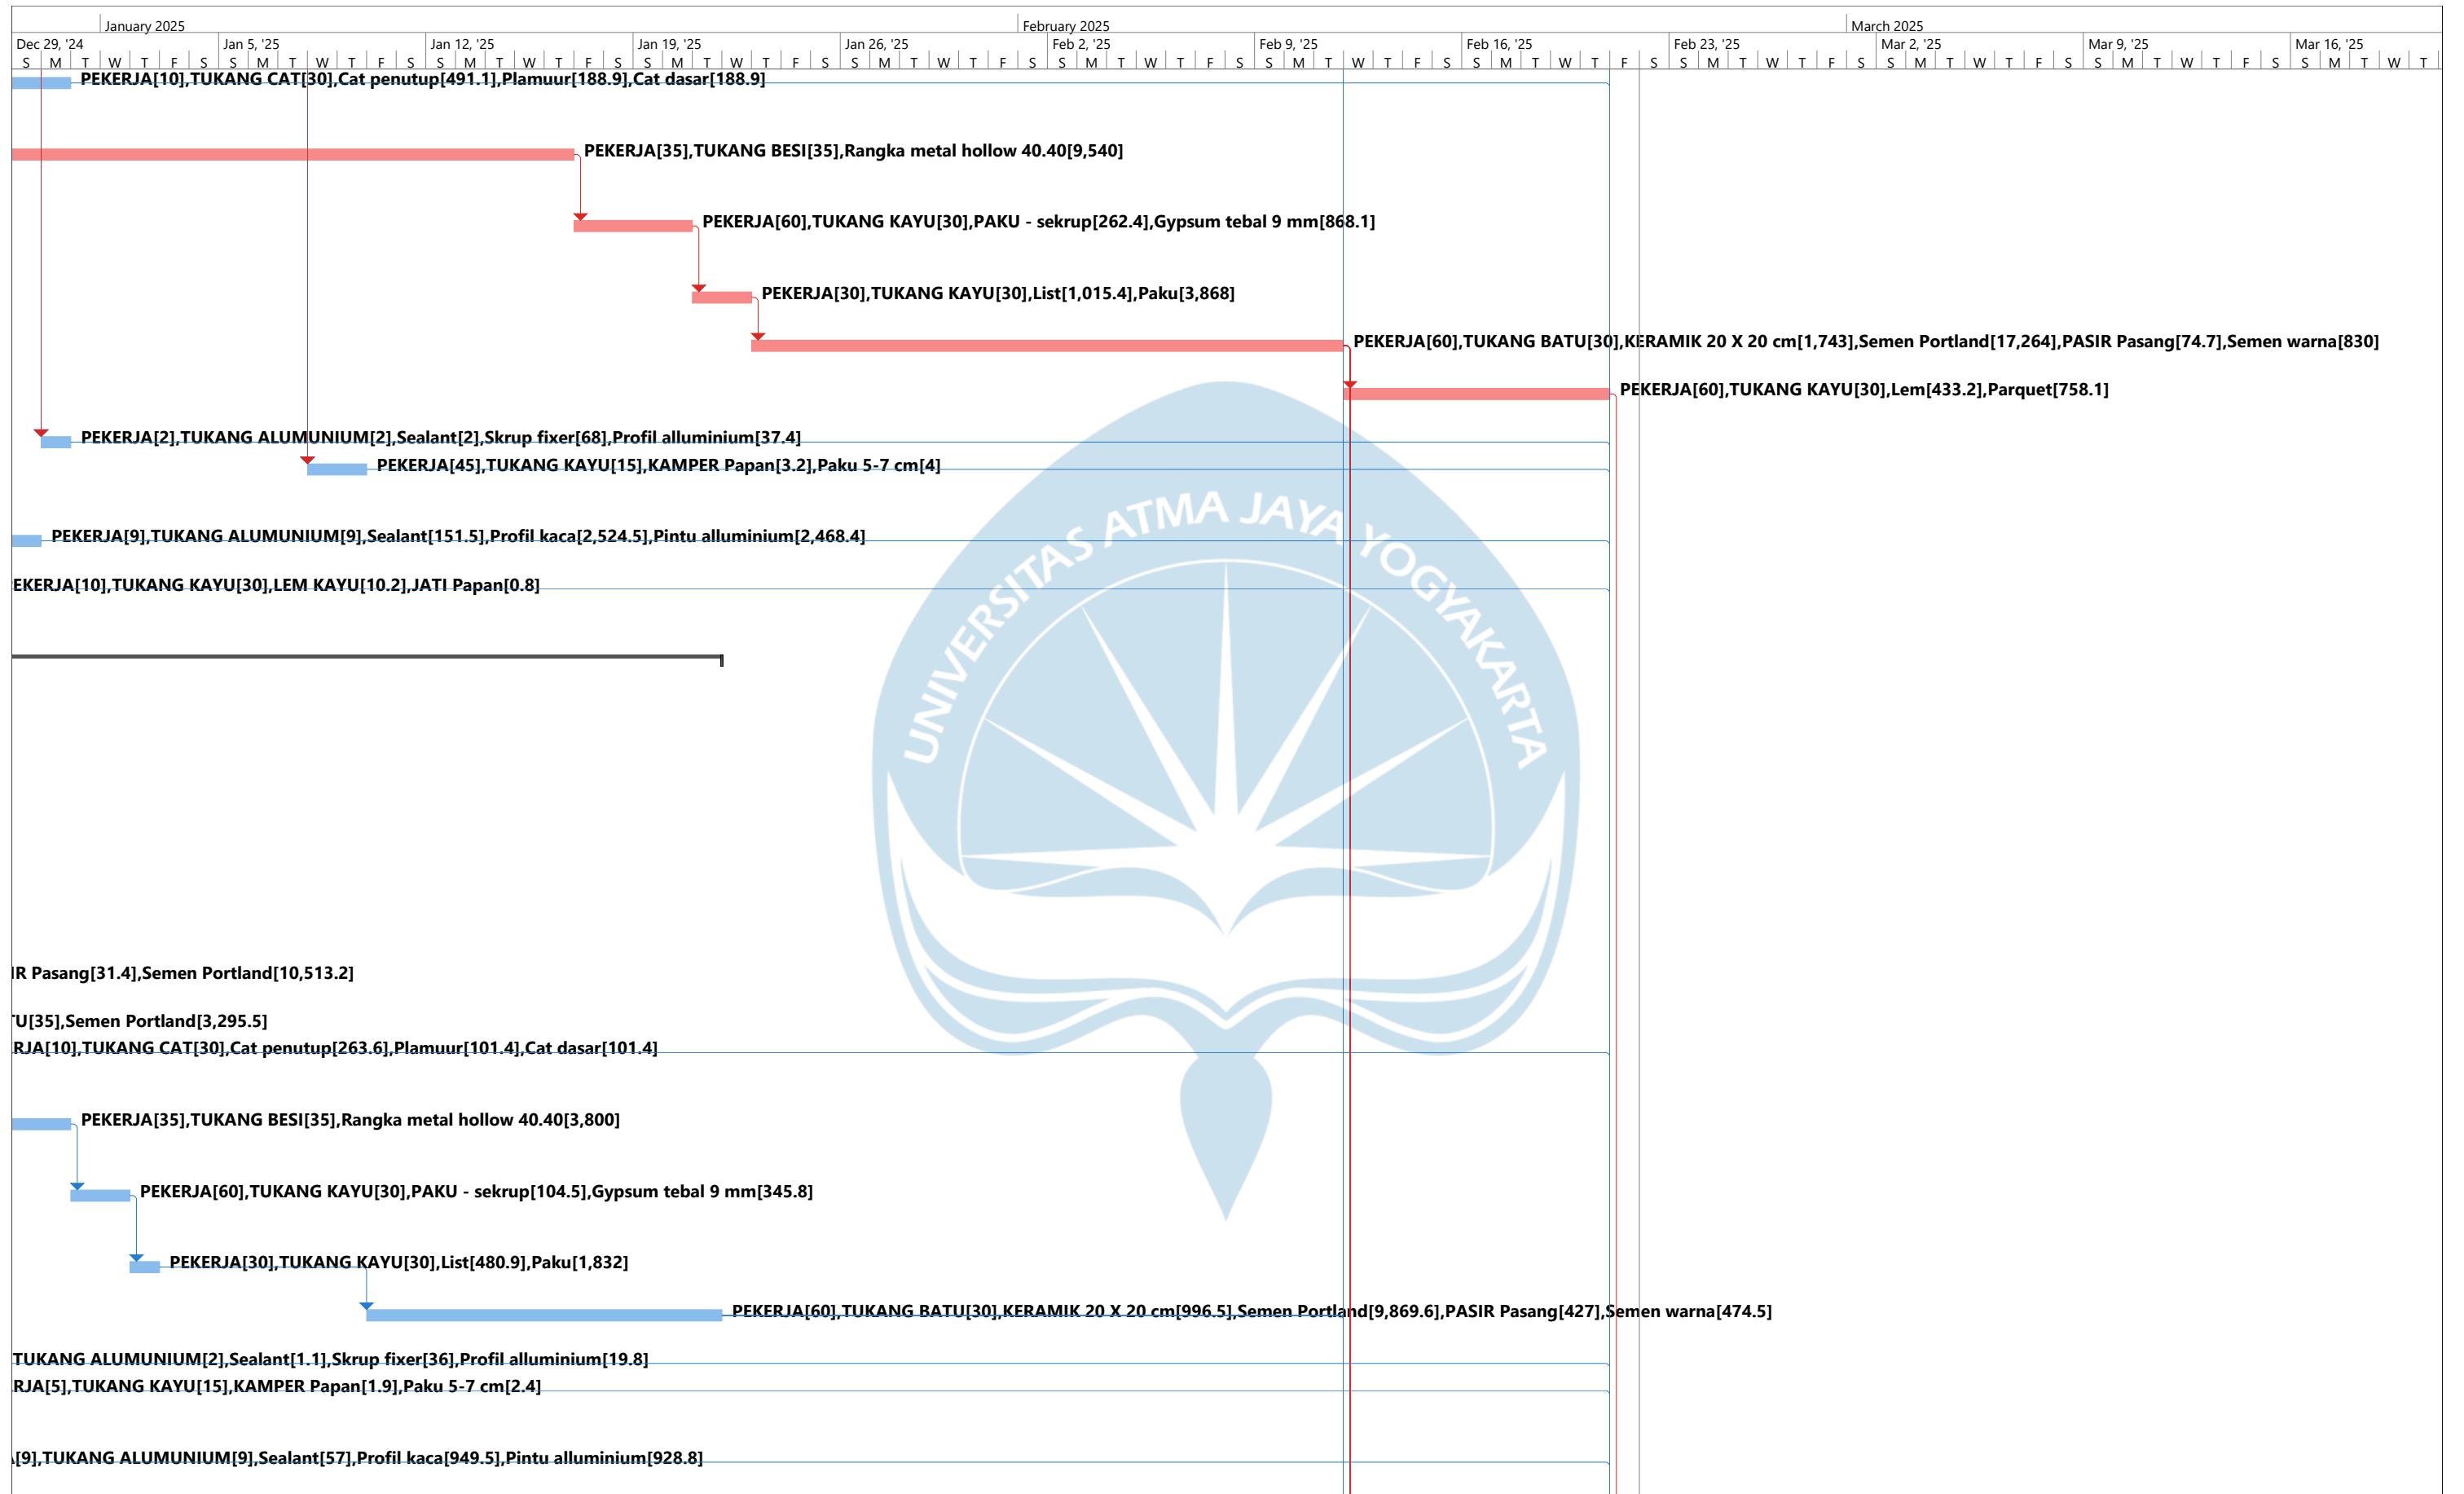 January 2025 February 2025 March 2025
Dec 29, '24 Jan 5, '25 Jan 12, '25 Jan 19, '25 Jan 26, '25 Feb 2, '25 Feb 9, '25 Feb 16, '25 Feb 23, '25 Mar 2, '25 Mar 9, '25 Mar 16, '25
S M T W T F S S M T W T F S S M T W T F S S M T W T F S S M T W T F S S M T W T F S S M T W T F S S M T W T F S S M T W T F S S M T W T F S S M T W T F S S M T W T
PEKERJA[10],TUKANG CAT[30],Cat penutup[491.1],Plamuur[188.9],Cat dasar[188.9]
PEKERJA[35],TUKANG BESI[35],Rangka metal hollow 40.40[9,540]
PEKERJA[60],TUKANG KAYU[30],PAKU - sekrup[262.4],Gypsum tebal 9 mm[868.1]
PEKERJA[30],TUKANG KAYU[30],List[1,015.4],Paku[3,868]
PEKERJA[60],TUKANG BATU[30],KERAMIK 20 X 20 cm[1,743],Semen Portland[17,264],PASIR Pasang[74.7],Semen warna[830]
PEKERJA[60],TUKANG KAYU[30],Lem[433.2],Parquet[758.1]
PEKERJA[2],TUKANG ALUMUNIUM[2],Sealant[2],Skrup fixer[68],Profil alluminium[37.4]
PEKERJA[45],TUKANG KAYU[15],KAMPER Papan[3.2],Paku 5-7 cm[4]
PEKERJA[9],TUKANG ALUMUNIUM[9],Sealant[151.5],Profil kaca[2,524.5],Pintu alluminium[2,468.4]
EKERJA[10],TUKANG KAYU[30],LEM KAYU[10.2],JATI Papan[0.8]
UNIVERSITAS ATMA JAYA YOGYAKARTA
IR Pasang[31.4],Semen Portland[10,513.2]
TU[35],Semen Portland[3,295.5]
RJA[10],TUKANG CAT[30],Cat penutup[263.6],Plamuur[101.4],Cat dasar[101.4]
PEKERJA[35],TUKANG BESI[35],Rangka metal hollow 40.40[3,800]
PEKERJA[60],TUKANG KAYU[30],PAKU - sekrup[104.5],Gypsum tebal 9 mm[345.8]
PEKERJA[30],TUKANG KAYU[30],List[480.9],Paku[1,832]
PEKERJA[60],TUKANG BATU[30],KERAMIK 20 X 20 cm[996.5],Semen Portland[9,869.6],PASIR Pasang[427],Semen warna[474.5]
TUKANG ALUMUNIUM[2],Sealant[1.1],Skrup fixer[36],Profil alluminium[19.8]
RJA[5],TUKANG KAYU[15],KAMPER Papan[1.9],Paku 5-7 cm[2.4]
[9],TUKANG ALUMUNIUM[9],Sealant[57],Profil kaca[949.5],Pintu alluminium[928.8]